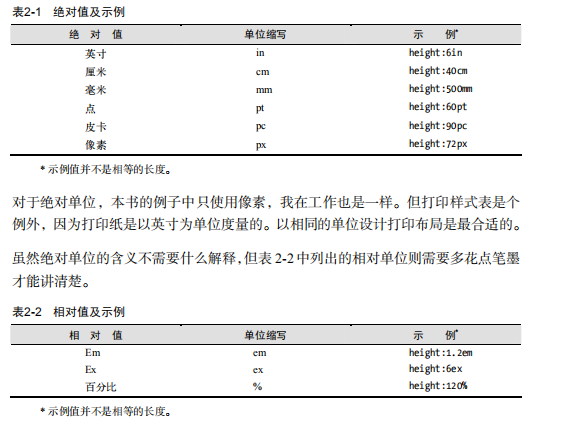 表2-1 绝对值及示例
绝 对 值 单位缩写 示 例*
英寸 in height:6in
厘米 cm height:40cm
毫米 mm height:500mm
点 pt height:60pt
皮卡 pc height:90pc
像素 px height:72px
* 示例值并不是相等的长度。
对于绝对单位，本书的例子中只使用像素，我在工作也是一样。但打印样式表是个
例外，因为打印纸是以英寸为单位度量的。以相同的单位设计打印布局是最合适的。
虽然绝对单位的含义不需要什么解释,但表 2-2 中列出的相对单位则需要多花点笔墨
才能讲清楚。
表2-2 相对值及示例
相 对 值 单位缩写 示 例*
Em em height:1.2em
Ex ex height:6ex
百分比 % height:120%
* 示例值并不是相等的长度。